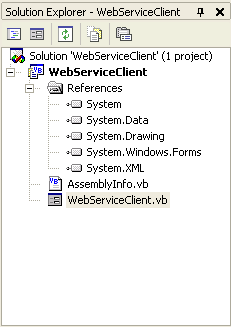 Solution Explorer - WebServiceClient
Solution 'WebServiceClient' (1 project)
WebServiceClient
References
System
System.Data
System.Drawing
System.Windows.Forms
System.XML
AssemblyInfo.vb
WebServiceClient.vb